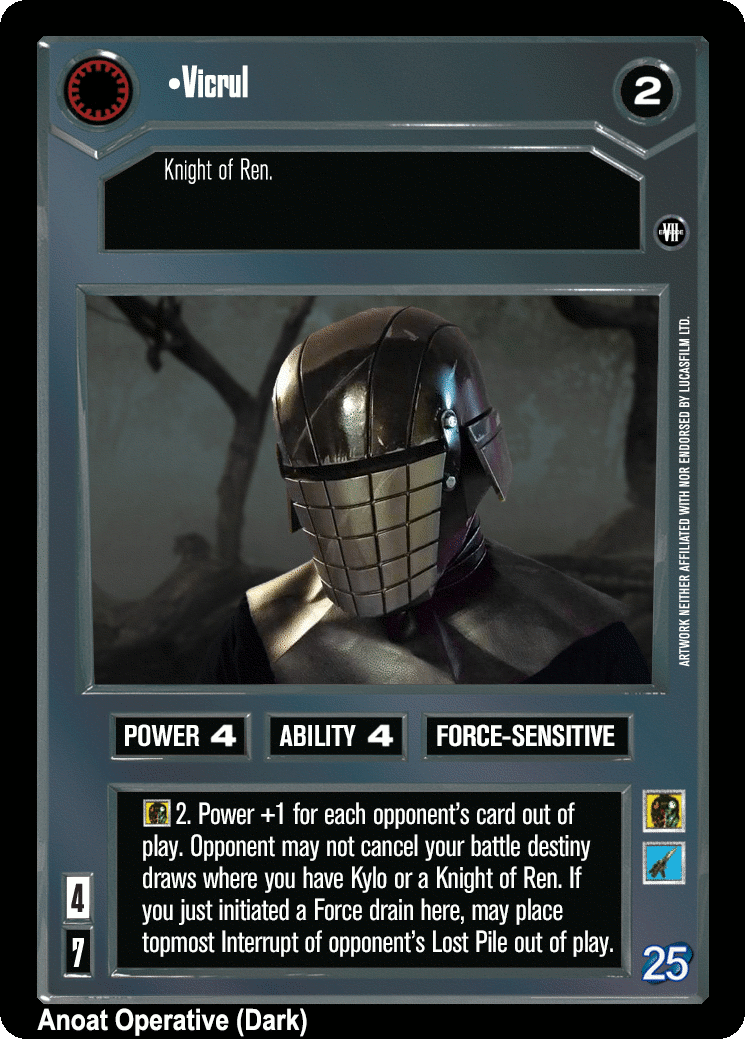 •Vicrul
2
Knight of Ren.
EPISODE VII
ARTWORK NEITHER AFFILIATED WITH NOR ENDORSED BY LUCASFILM LTD.
POWER 4
ABILITY 4
FORCE-SENSITIVE
2. Power +1 for each opponent's card out of
play. Opponent may not cancel your battle destiny
draws where you have Kylo or a Knight of Ren. If
you just initiated a Force drain here, may place
topmost Interrupt of opponent's Lost Pile out of play.
4
7
25
Anoat Operative (Dark)